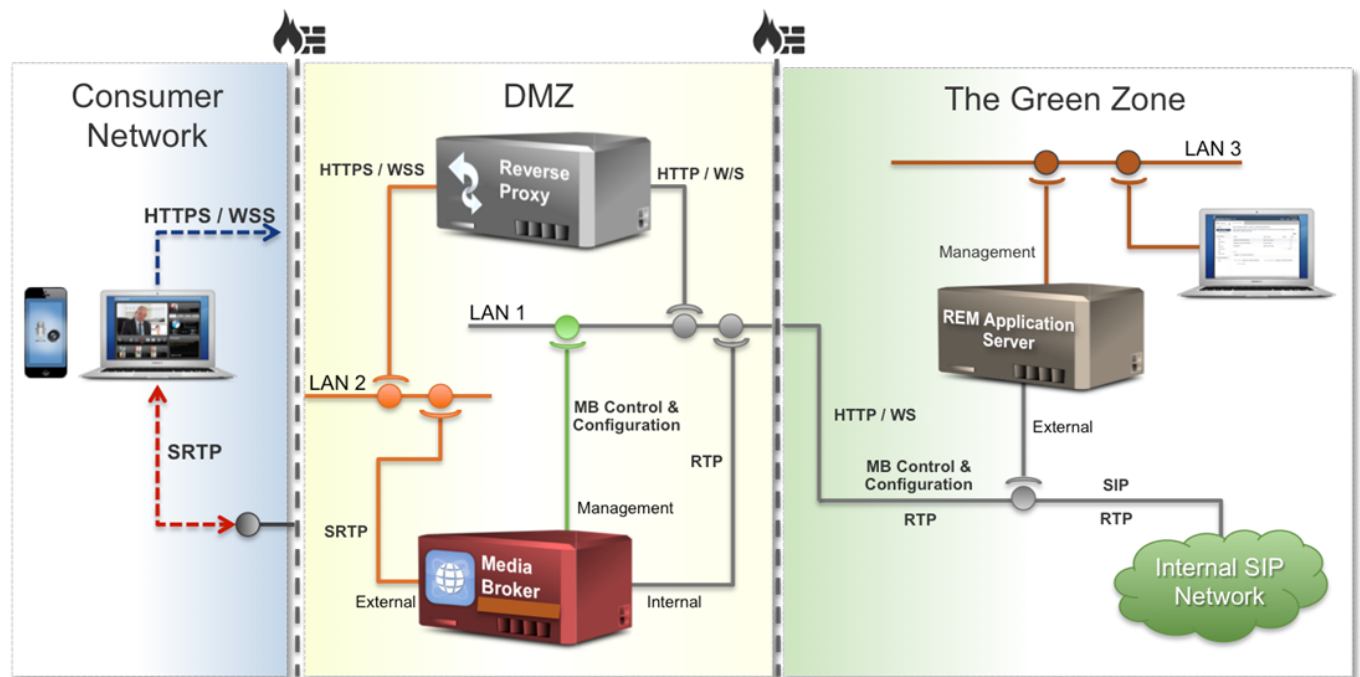 Consumer
Network
HTTPS / WSS
SRTP
DMZ
HTTPS / WSS
Reverse
Proxy
HTTP / W/S
LAN 1
LAN 2
MB Control &
Configuration
RTP
SRTP
Management
Media
Broker
External
Internal
The Green Zone
LAN 3
Management
REM Application
Server
HTTP / WS
External
MB Control &
Configuration
SIP
RTP
RTP
Internal SIP
Network